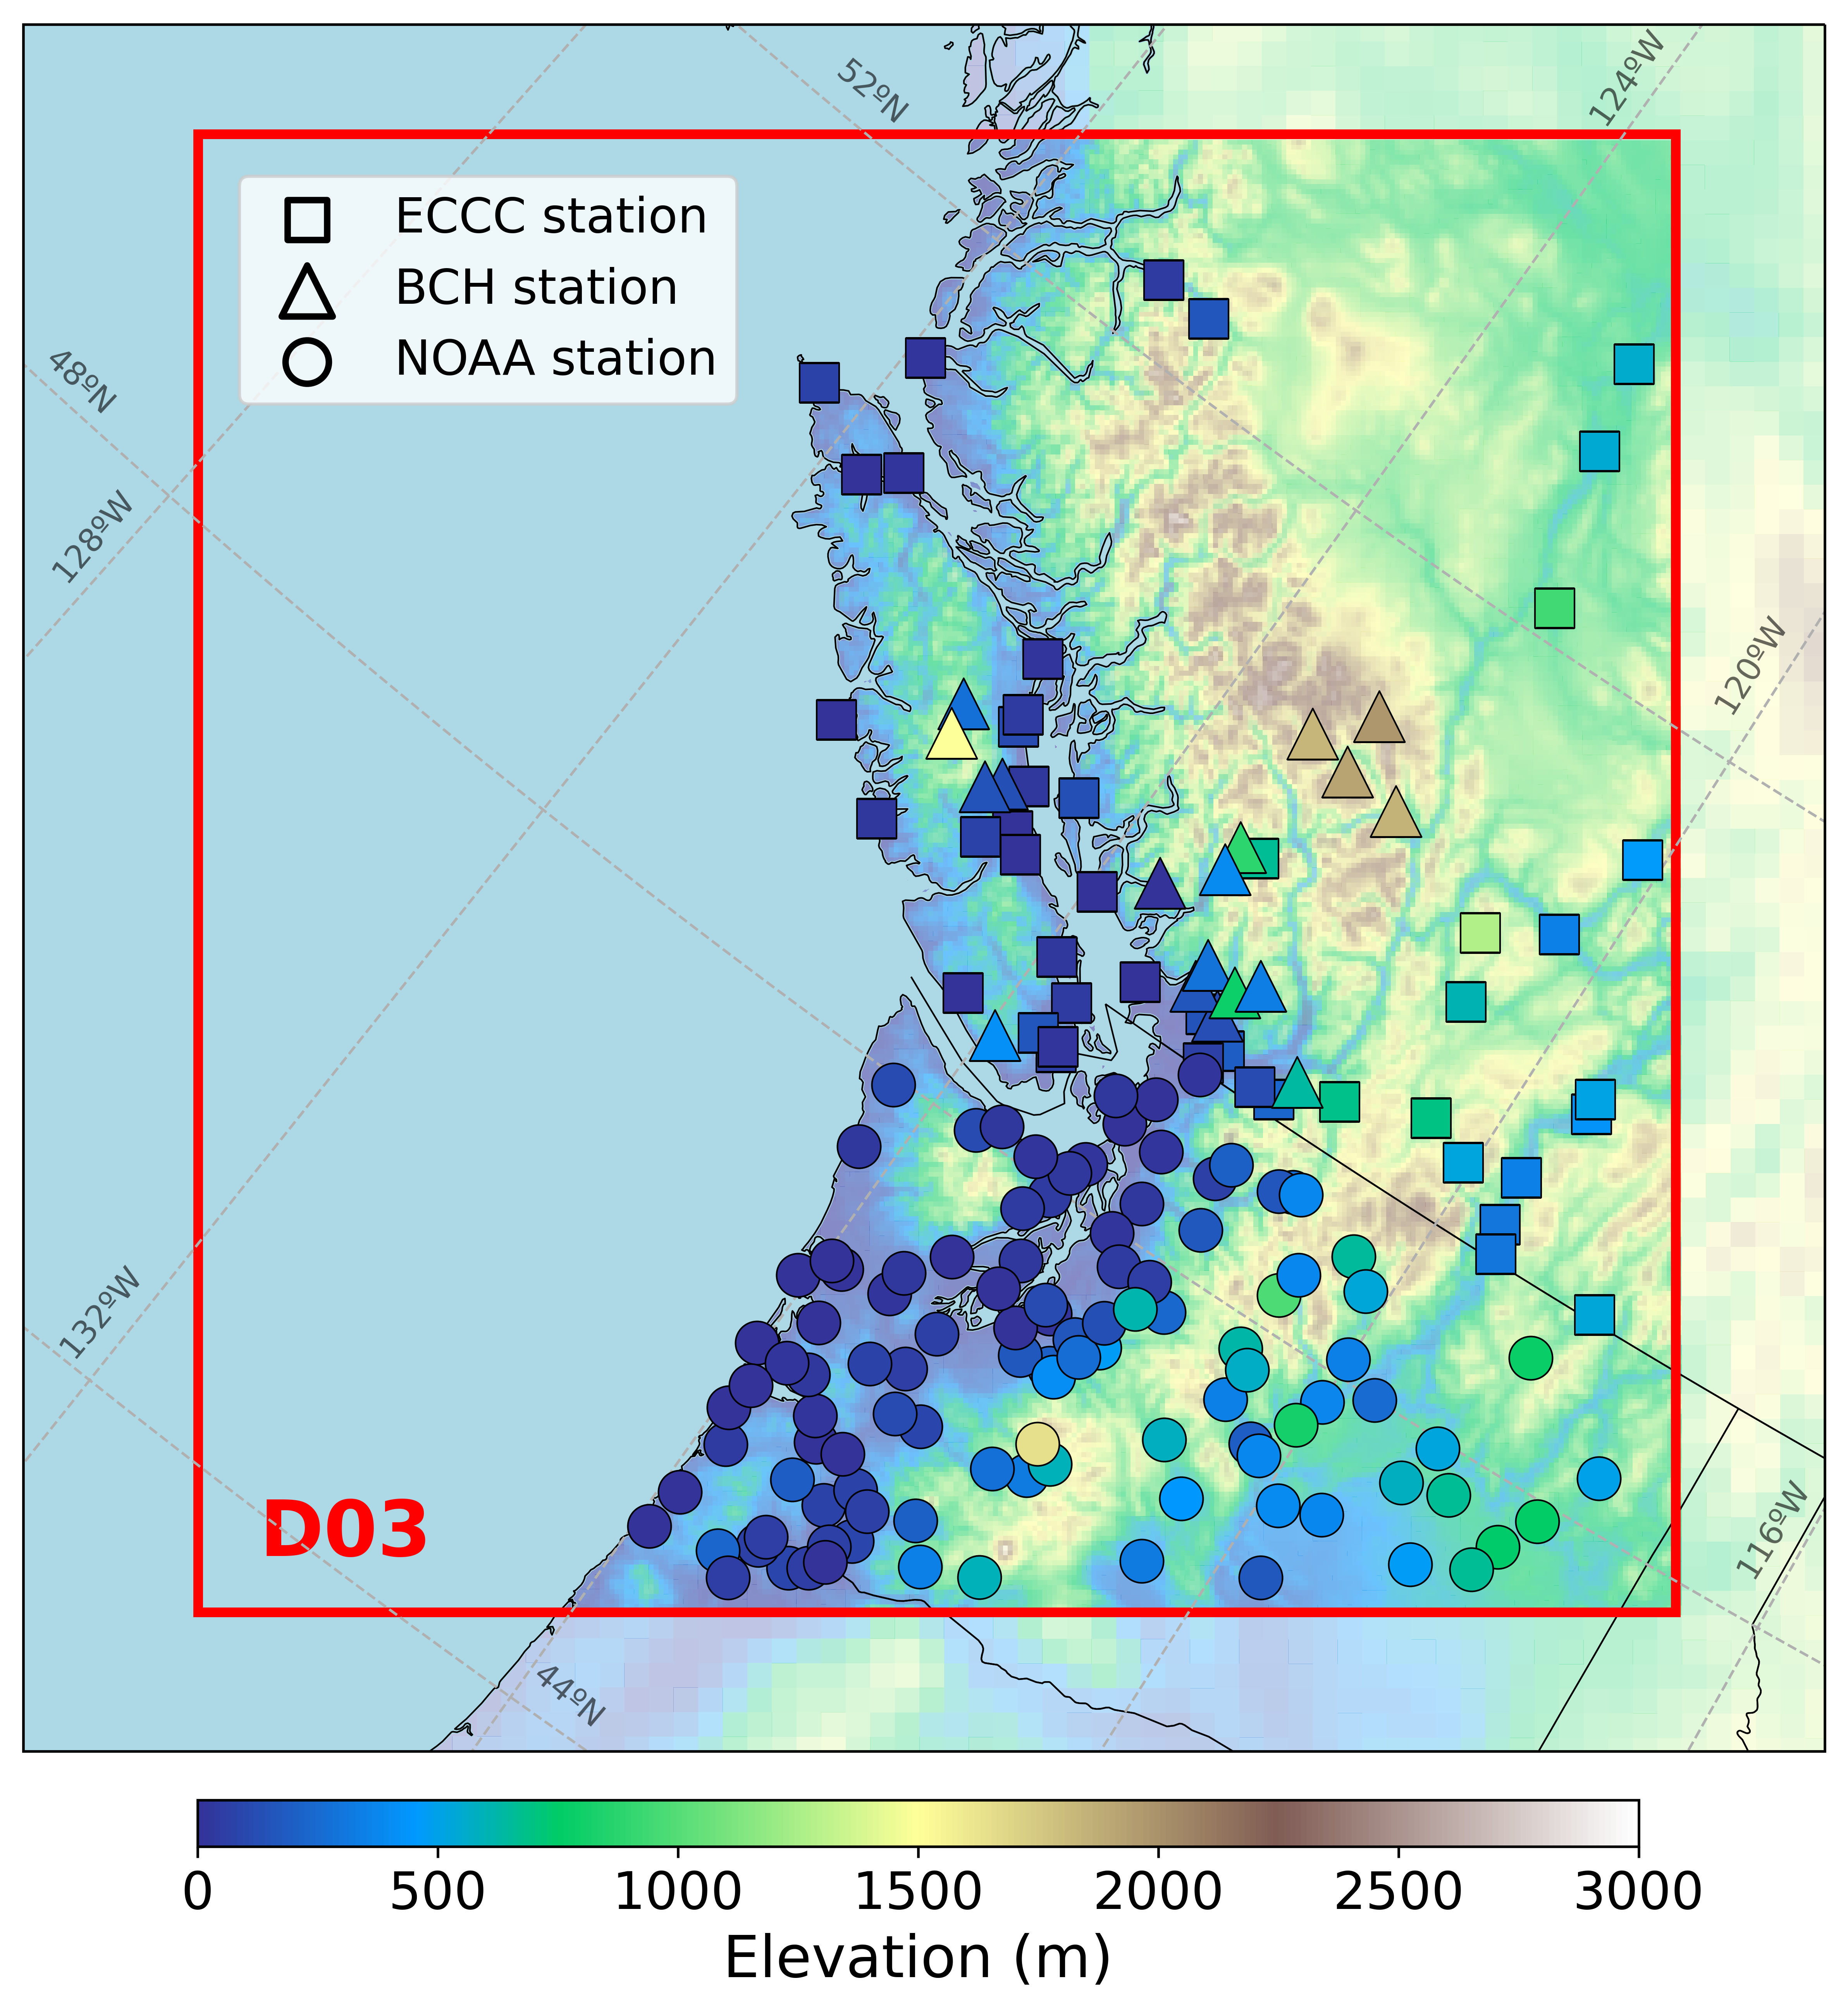 52ºN
124ºW
ECCC station
BCH station
NOAA station
48ºN
128ºW
120ºW
132ºW
D03
116ºW
44ºN
0 500 1000 1500 2000 2500 3000
Elevation (m)